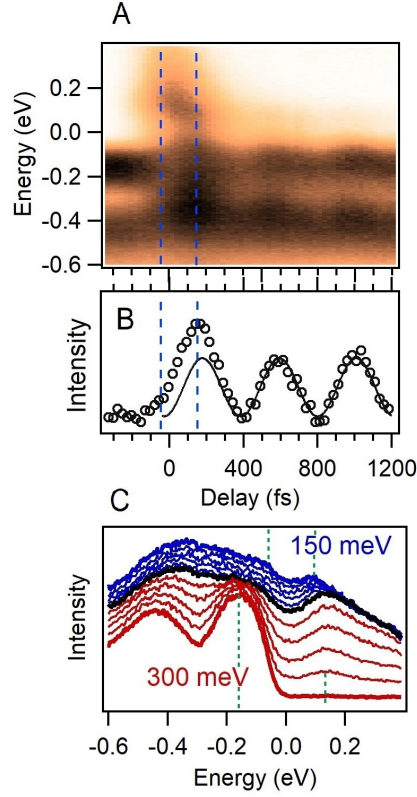 A
Energy (eV)
0.2
0.0
-0.2
-0.4
-0.6
B
Intensity
0 400 800 1200
Delay (fs)
C
Intensity
150 meV
300 meV
-0.6 -0.4 -0.2 0.0 0.2
Energy (eV)